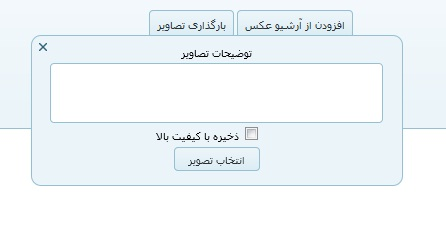 افزودن از آرشیو عکس
بارگذاری تصاویر
توضیحات تصاویر
ذخیره با کیفیت بالا
انتخاب تصویر